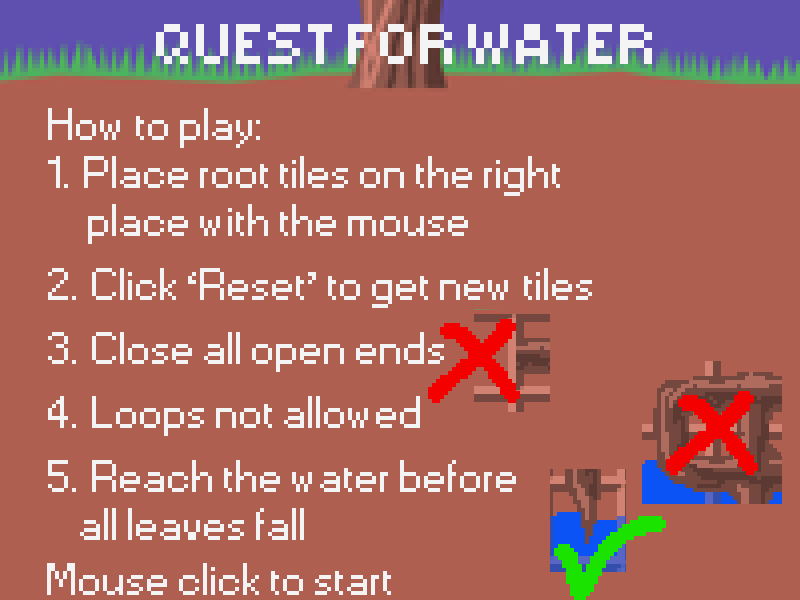 QUEST FOR WATER
How to play:
1. Place root tiles on the right
place with the mouse
2. Click ‘Reset’ to get new tiles
3. Close all open ends
4. Loops not allowed
5. Reach the water before
all leaves fall
Mouse click to start